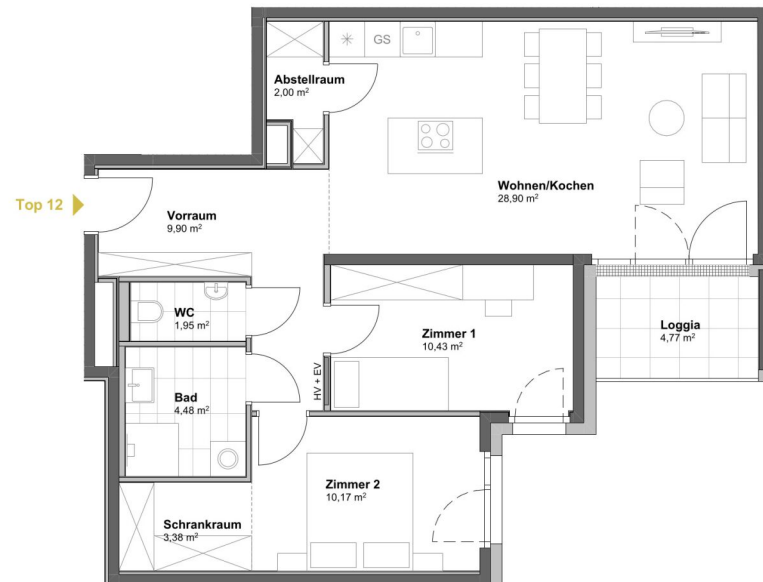 GS
Abstellraum
2,00 m²
Wohnen/Kochen
28,90 m²
Top 12
Vorraum
9,90 m²
WC
1,95 m²
Zimmer 1
10,43 m²
Loggia
4,77 m²
HV + EV
Bad
4,48 m²
Zimmer 2
10,17 m²
Schrankraum
3,38 m²